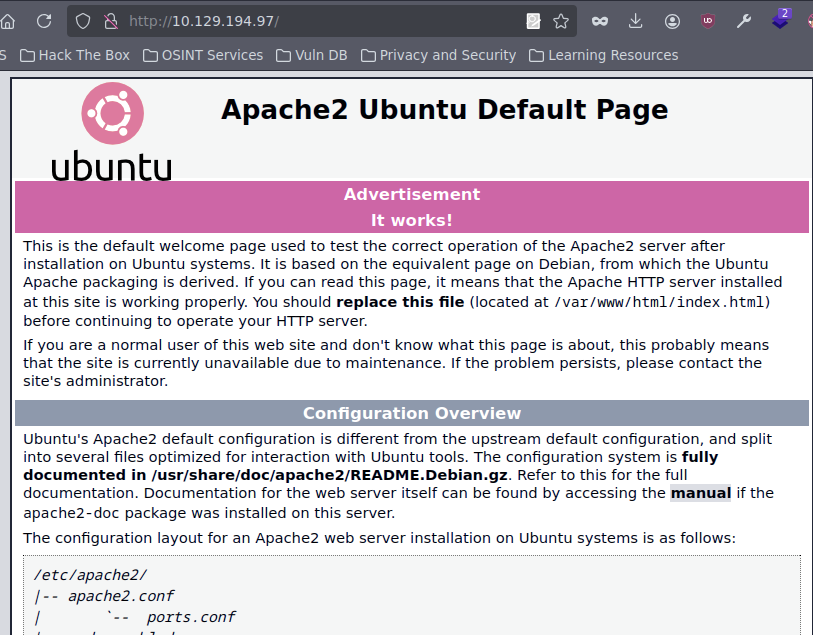 http://10.129.194.97/
2
S Hack The Box OSINT Services Vuln DB Privacy and Security Learning Resources
ubuntu
Apache2 Ubuntu Default Page
Advertisement
It works!
This is the default welcome page used to test the correct operation of the Apache2 server after
installation on Ubuntu systems. It is based on the equivalent page on Debian, from which the Ubuntu
Apache packaging is derived. If you can read this page, it means that the Apache HTTP server installed
at this site is working properly. You should replace this file (located at /var/www/html/index.html)
before continuing to operate your HTTP server.
If you are a normal user of this web site and don't know what this page is about, this probably means
that the site is currently unavailable due to maintenance. If the problem persists, please contact the
site's administrator.
Configuration Overview
Ubuntu's Apache2 default configuration is different from the upstream default configuration, and split
into several files optimized for interaction with Ubuntu tools. The configuration system is fully
documented in /usr/share/doc/apache2/README.Debian.gz. Refer to this for the full
documentation. Documentation for the web server itself can be found by accessing the manual if the
apache2-doc package was installed on this server.
The configuration layout for an Apache2 web server installation on Ubuntu systems is as follows:
/etc/apache2/
|-- apache2.conf
|       `--  ports.conf